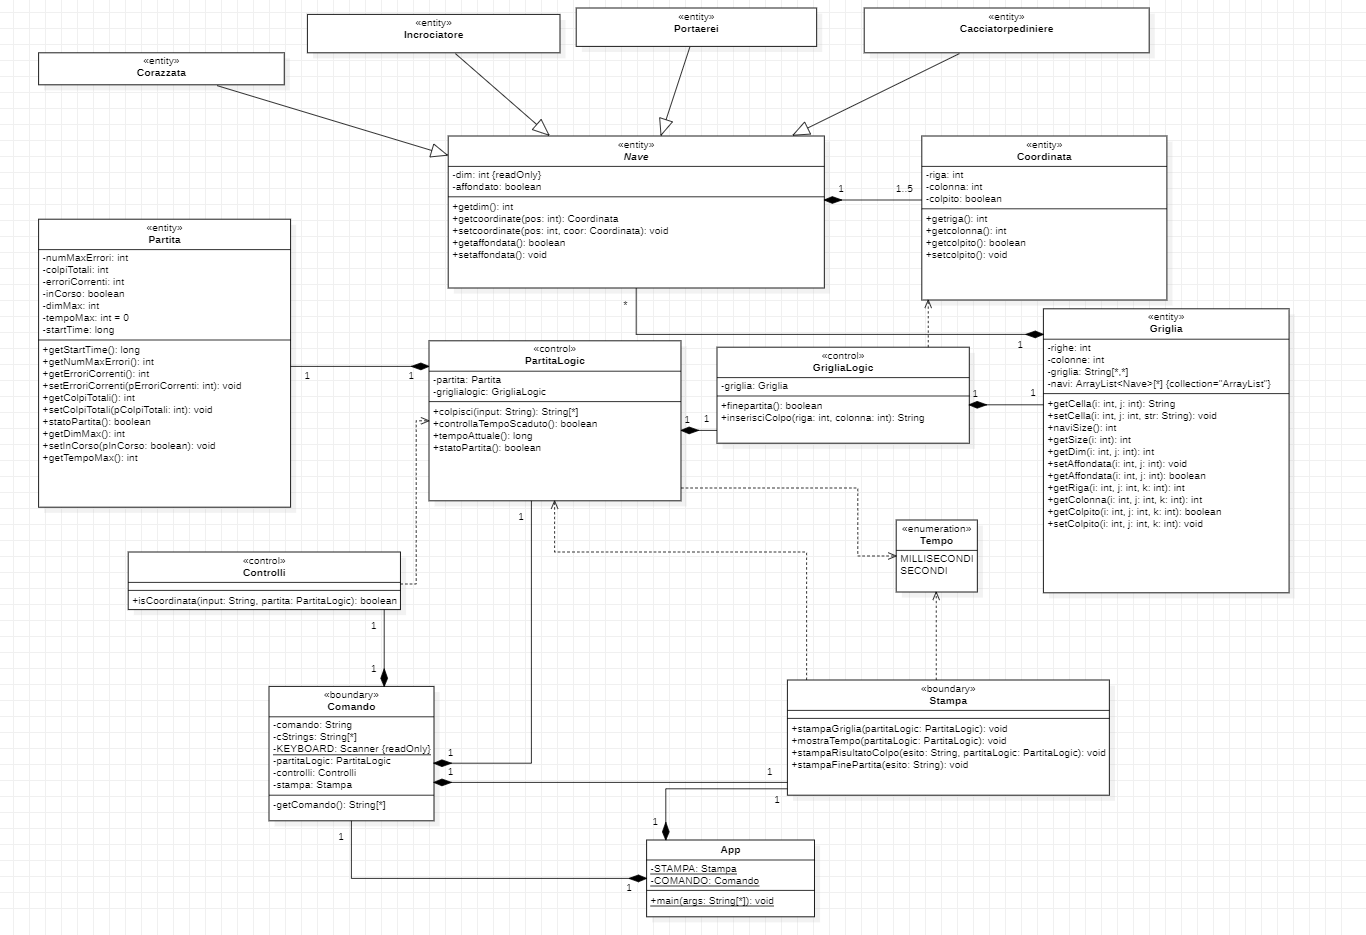 «entity»
Corazzata
«entity»
Incrociatore
«entity»
Portaerei
«entity»
Cacciatorpediniere
«entity»
Nave
-dim: int {readOnly}
-affondato: boolean
+getdim(): int
+getcoordinate(pos: int): Coordinata
+setcoordinate(pos: int, coor: Coordinata): void
+getaffondata(): boolean
+setaffondata(): void
1
1..5
«entity»
Coordinata
-riga: int
-colonna: int
-colpito: boolean
+getriga(): int
+getcolonna(): int
+getcolpito(): boolean
+setcolpito(): void
«entity»
Partita
-numMaxErrori: int
-colpiTotali: int
-erroriCorrenti: int
-inCorso: boolean
-dimMax: int
-tempoMax: int = 0
-startTime: long
+getStartTime(): long
+getNumMaxErrori(): int
+getErroriCorrenti(): int
+setErroriCorrenti(pErroriCorrenti: int): void
+getColpiTotali(): int
+setColpiTotali(pColpiTotali: int): void
+statoPartita(): boolean
+getDimMax(): int
+setInCorso(pInCorso: boolean): void
+getTempoMax(): int
*
1
1
1
«control»
PartitaLogic
-partita: Partita
-griglialogic: GrigliaLogic
+colpisci(input: String): String[*]
+controllaTempoScaduto(): boolean
+tempoAttuale(): long
+statoPartita(): boolean
1
1
«control»
GrigliaLogic
-griglia: Griglia
+finepartita(): boolean
+inserisciColpo(riga: int, colonna: int): String
1
1
«entity»
Griglia
-righe: int
-colonne: int
-griglia: String[*,*]
-navi: ArrayList<Nave>[*] {collection="ArrayList"}
+getCella(i: int, j: int): String
+setCella(i: int, j: int, str: String): void
+naviSize(): int
+getSize(i: int): int
+getDim(i: int, j: int): int
+setAffondata(i: int, j: int): void
+getAffondata(i: int, j: int): boolean
+getRiga(i: int, j: int, k: int): int
+getColonna(i: int, j: int, k: int): int
+getColpito(i: int, j: int, k: int): boolean
+setColpito(i: int, j: int, k: int): void
1
«enumeration»
Tempo
MILLISECONDI
SECONDI
«control»
Controlli
+isCoordinata(input: String, partita: PartitaLogic): boolean
1
1
«boundary»
Comando
-comando: String
-cStrings: String[*]
-KEYBOARD: Scanner {readOnly}
-partitaLogic: PartitaLogic
-controlli: Controlli
-stampa: Stampa
-getComando(): String[*]
1
1
1
1
«boundary»
Stampa
+stampaGriglia(partitaLogic: PartitaLogic): void
+mostraTempo(partitaLogic: PartitaLogic): void
+stampaRisultatoColpo(esito: String, partitaLogic: PartitaLogic): void
+stampaFinePartita(esito: String): void
1
1
1
App
-STAMPA: Stampa
-COMANDO: Comando
+main(args: String[*]): void